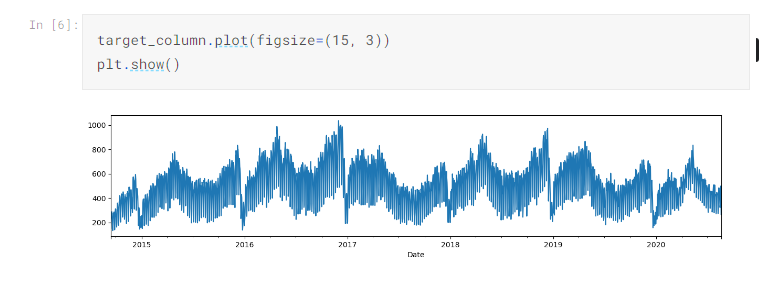 In [6]:
target_column.plot(figsize=(15, 3))
plt.show()
1000
800
600
400
200
2015 2016 2017 2018 2019 2020
Date